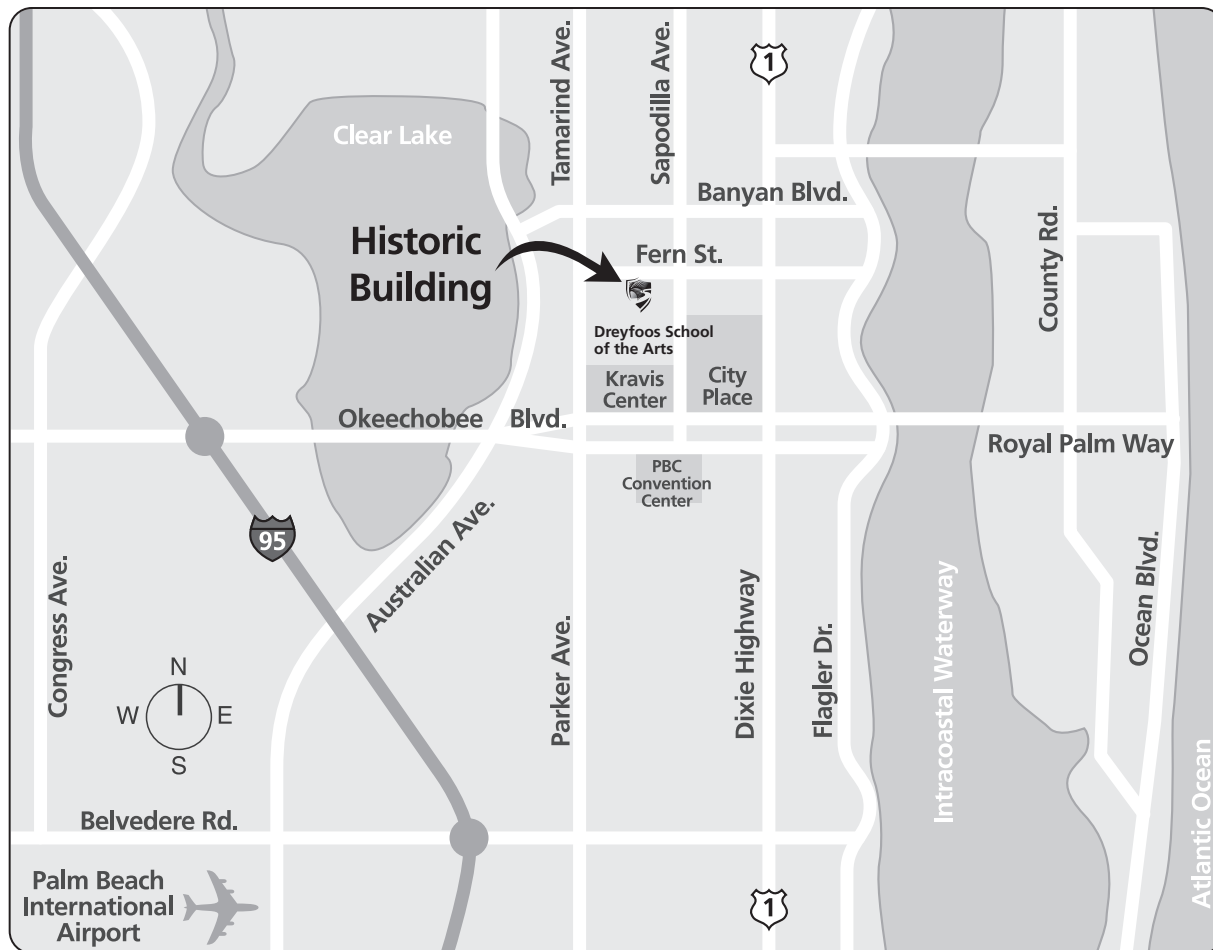 Tamarind Ave.
Sapodilla Ave.
1
Clear Lake
Banyan Blvd.
Historic
Building
Fern St.
County Rd.
Dreyfoos School
of the Arts
Kravis
Center
City
Place
Okeechobee Blvd.
Royal Palm Way
PBC
Convention
Center
95
Australian Ave.
Congress Ave.
Parker Ave.
Dixie Highway
Flagler Dr.
Intracoastal Waterway
Ocean Blvd.
Atlantic Ocean
N
W E
S
Belvedere Rd.
Palm Beach
International
Airport
1